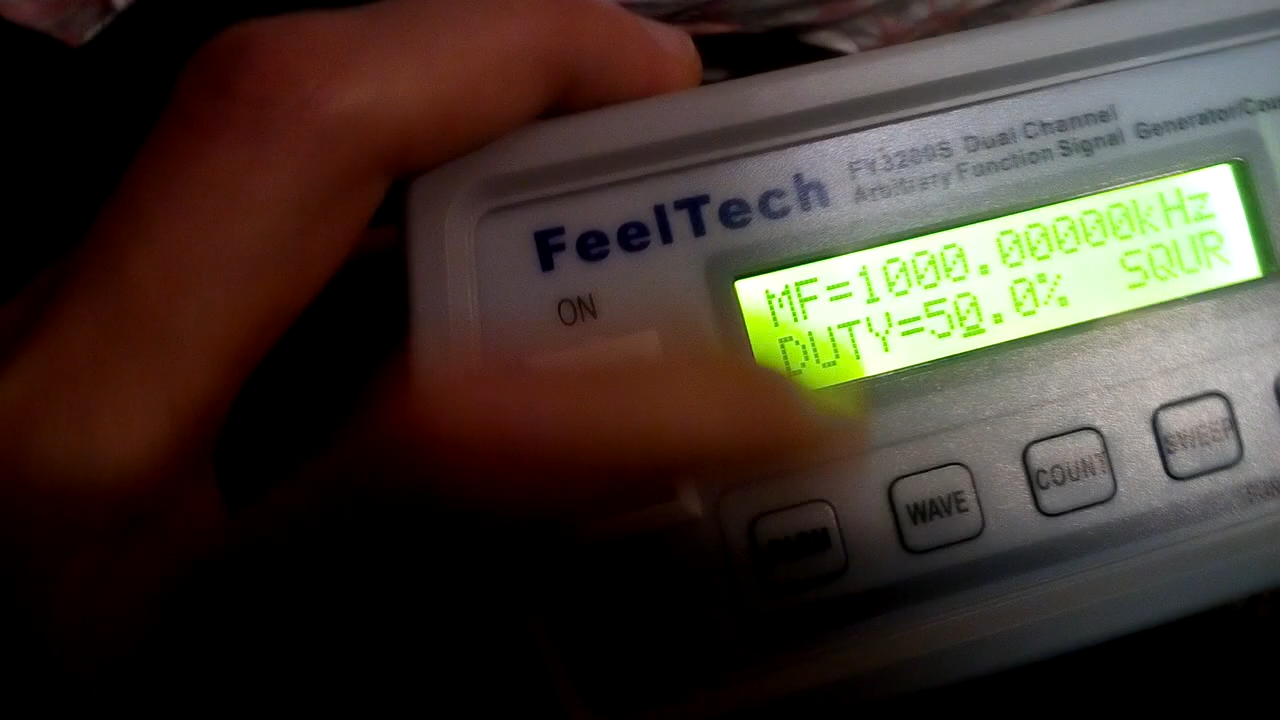 FeelTech
FY3200S Dual Channel
Arbitrary Function Signal Generator/Cou
ON
MF=1000.00000kHz
DUTY=50.0% SQUR
WAVE
COUNT
SWEEP